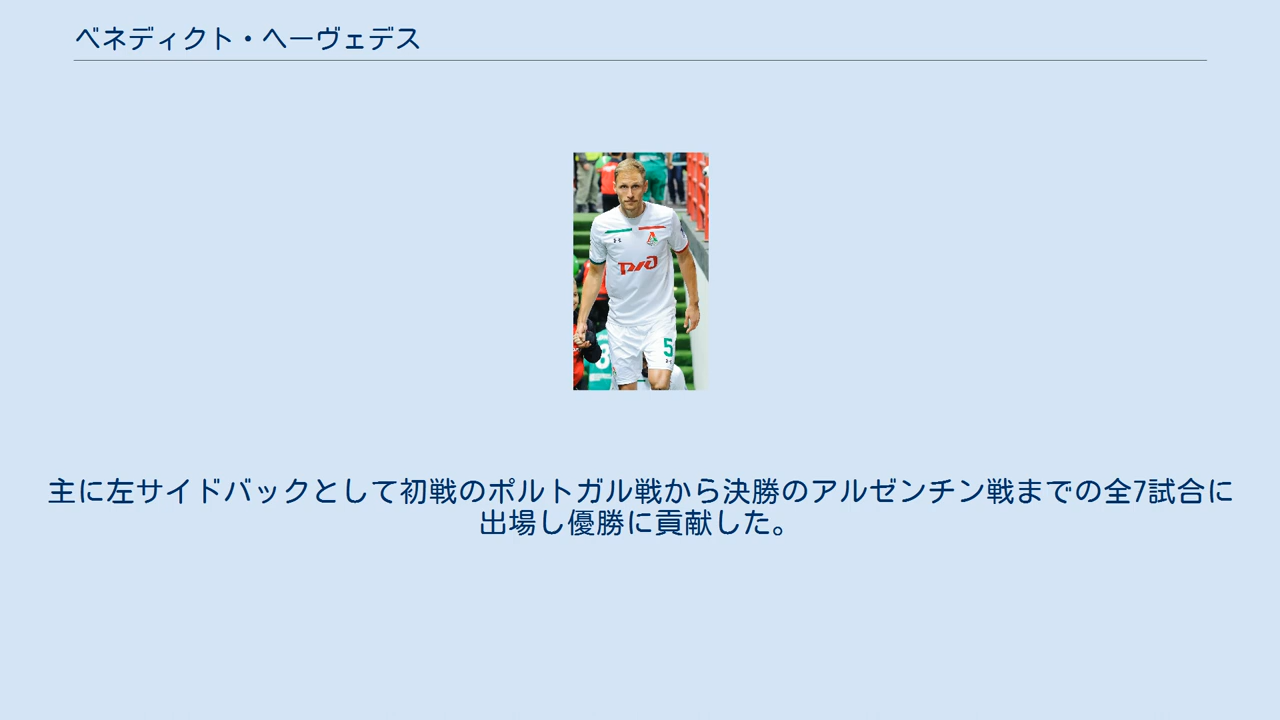 ベネディクト・ヘーヴェデス
РЖД
5
主に左サイドバックとして初戦のポルトガル戦から決勝のアルゼンチン戦までの全7試合に
出場し優勝に貢献した。